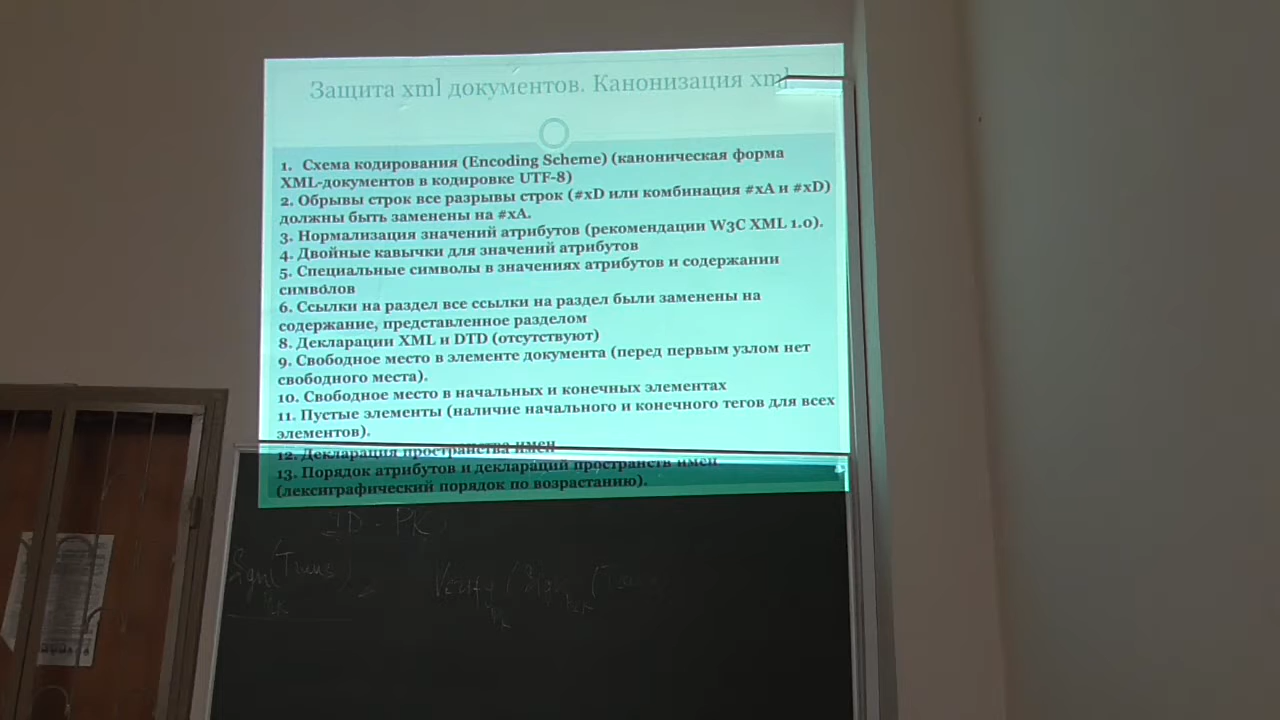 Защита xml документов. Канонизация xml.
1. Схема кодирования (Encoding Scheme) (каноническая форма
XML-документов в кодировке UTF-8)
2. Обрывы строк все разрывы строк (#xD или комбинация #xA и #xD)
должны быть заменены на #xA.
3. Нормализация значений атрибутов (рекомендации W3C XML 1.0).
4. Двойные кавычки для значений атрибутов
5. Специальные символы в значениях атрибутов и содержании
символов
6. Ссылки на раздел все ссылки на раздел были заменены на
содержание, представленное разделом
8. Декларации XML и DTD (отсутствуют)
9. Свободное место в элементе документа (перед первым узлом нет
свободного места).
10. Свободное место в начальных и конечных элементах
11. Пустые элементы (наличие начального и конечного тегов для всех
элементов).
12. Декларация пространства имен
13. Порядок атрибутов и деклараций пространств имен
(лексиграфический порядок по возрастанию).
ID - PK
Sign (Trans)
Verify (Sign